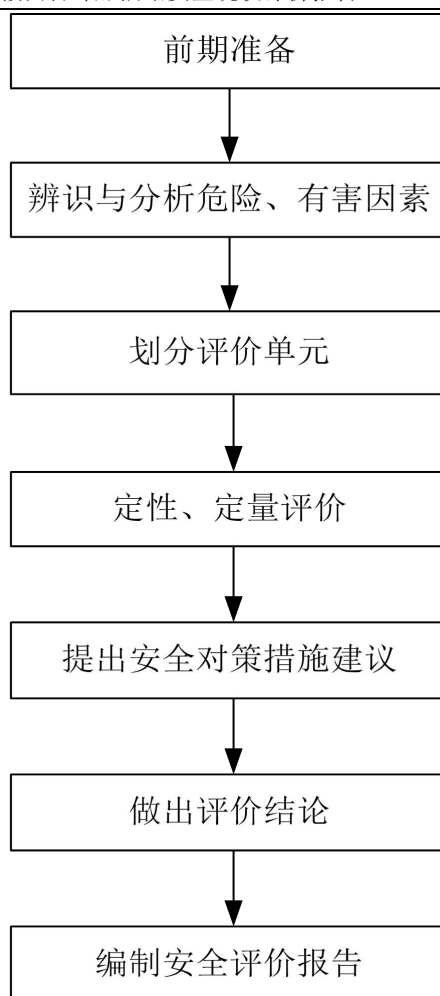 前期准备
辨识与分析危险、有害因素
划分评价单元
定性、定量评价
提出安全对策措施建议
做出评价结论
编制安全评价报告